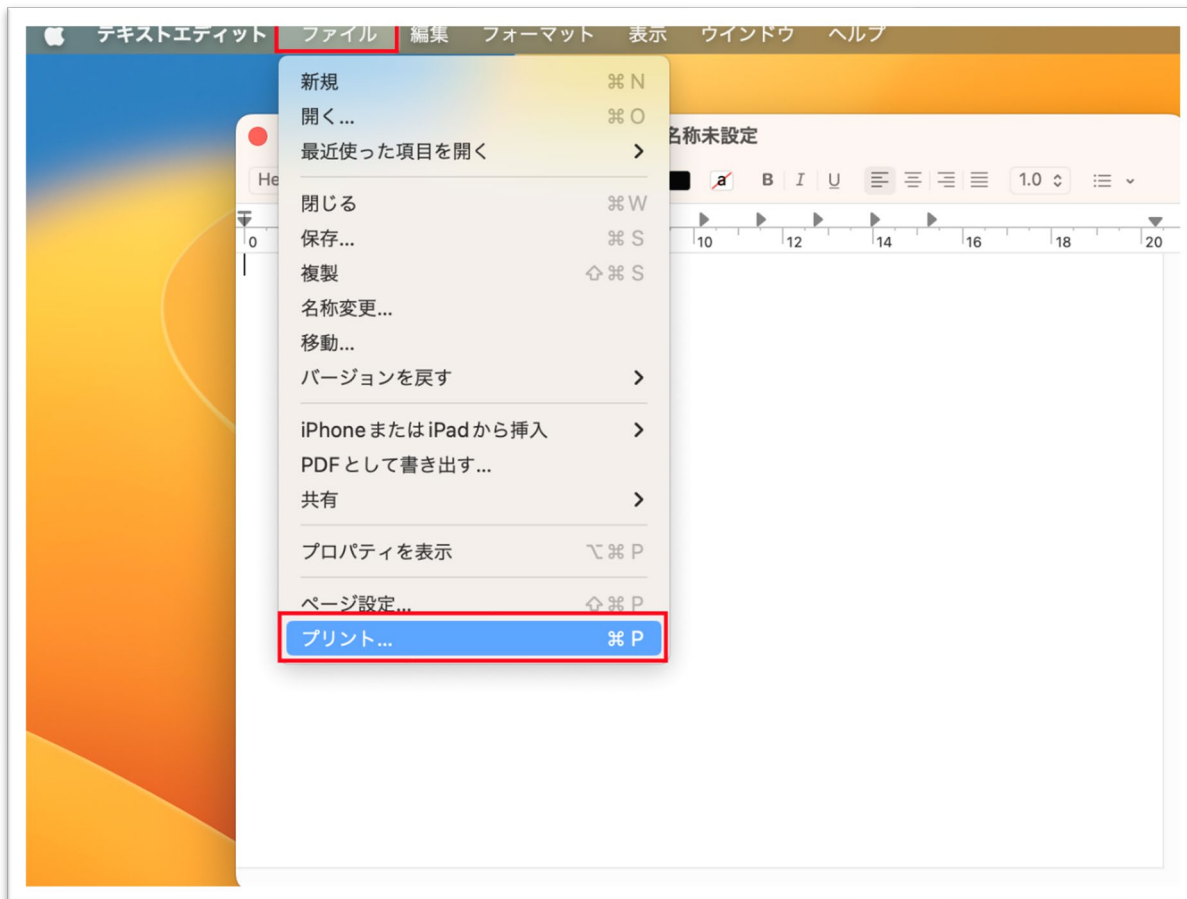 テキストエディット ファイル 編集 フォーマット 表示 ウインドウ ヘルプ
新規 ⌘ N
開く... ⌘ O
最近使った項目を開く
閉じる ⌘ W
保存... ⌘ S
複製 ⇧ ⌘ S
名称変更...
移動...
バージョンを戻す
iPhoneまたはiPadから挿入
PDFとして書き出す...
共有
プロパティを表示 ⌥ ⌘ P
ページ設定... ⇧ ⌘ P
プリント... ⌘ P
名称未設定
He a B I U 1.0
0 10 12 14 16 18 20